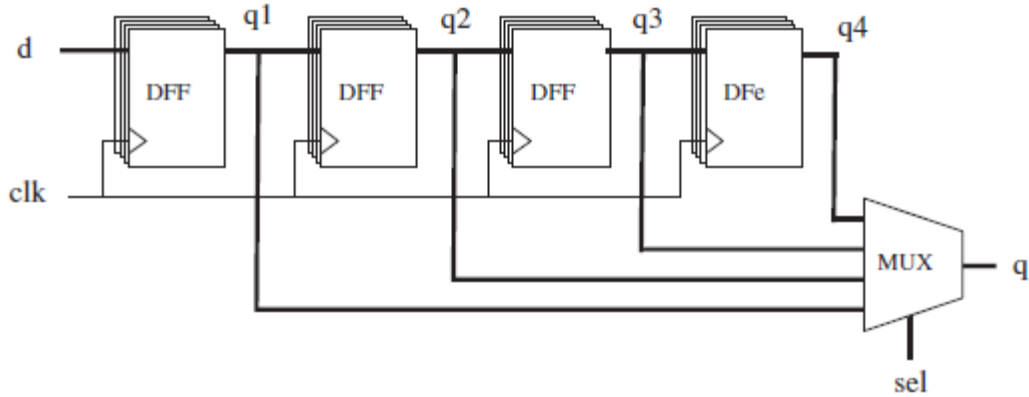 q1 q2 q3 q4
d
DFF DFF DFF DFe
clk
MUX
q
sel